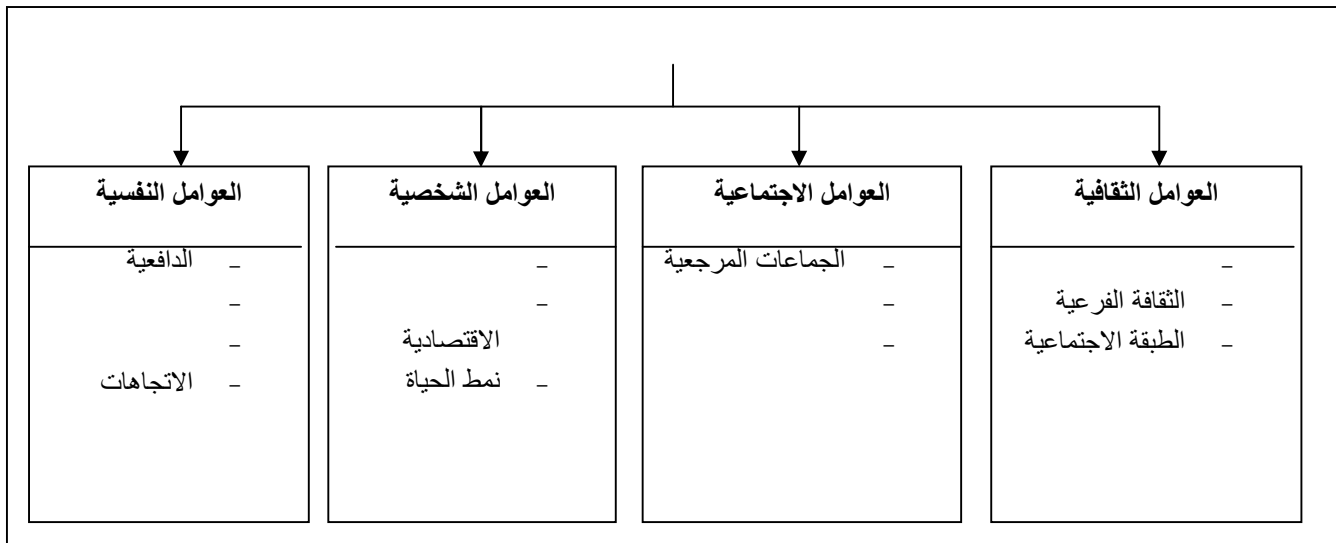 العوامل الثقافية
–
– الثقافة الفرعية
– الطبقة الاجتماعية
العوامل الاجتماعية
– الجماعات المرجعية
–
–
العوامل الشخصية
–
–
الاقتصادية
– نمط الحياة
العوامل النفسية
– الدافعية
–
–
– الاتجاهات